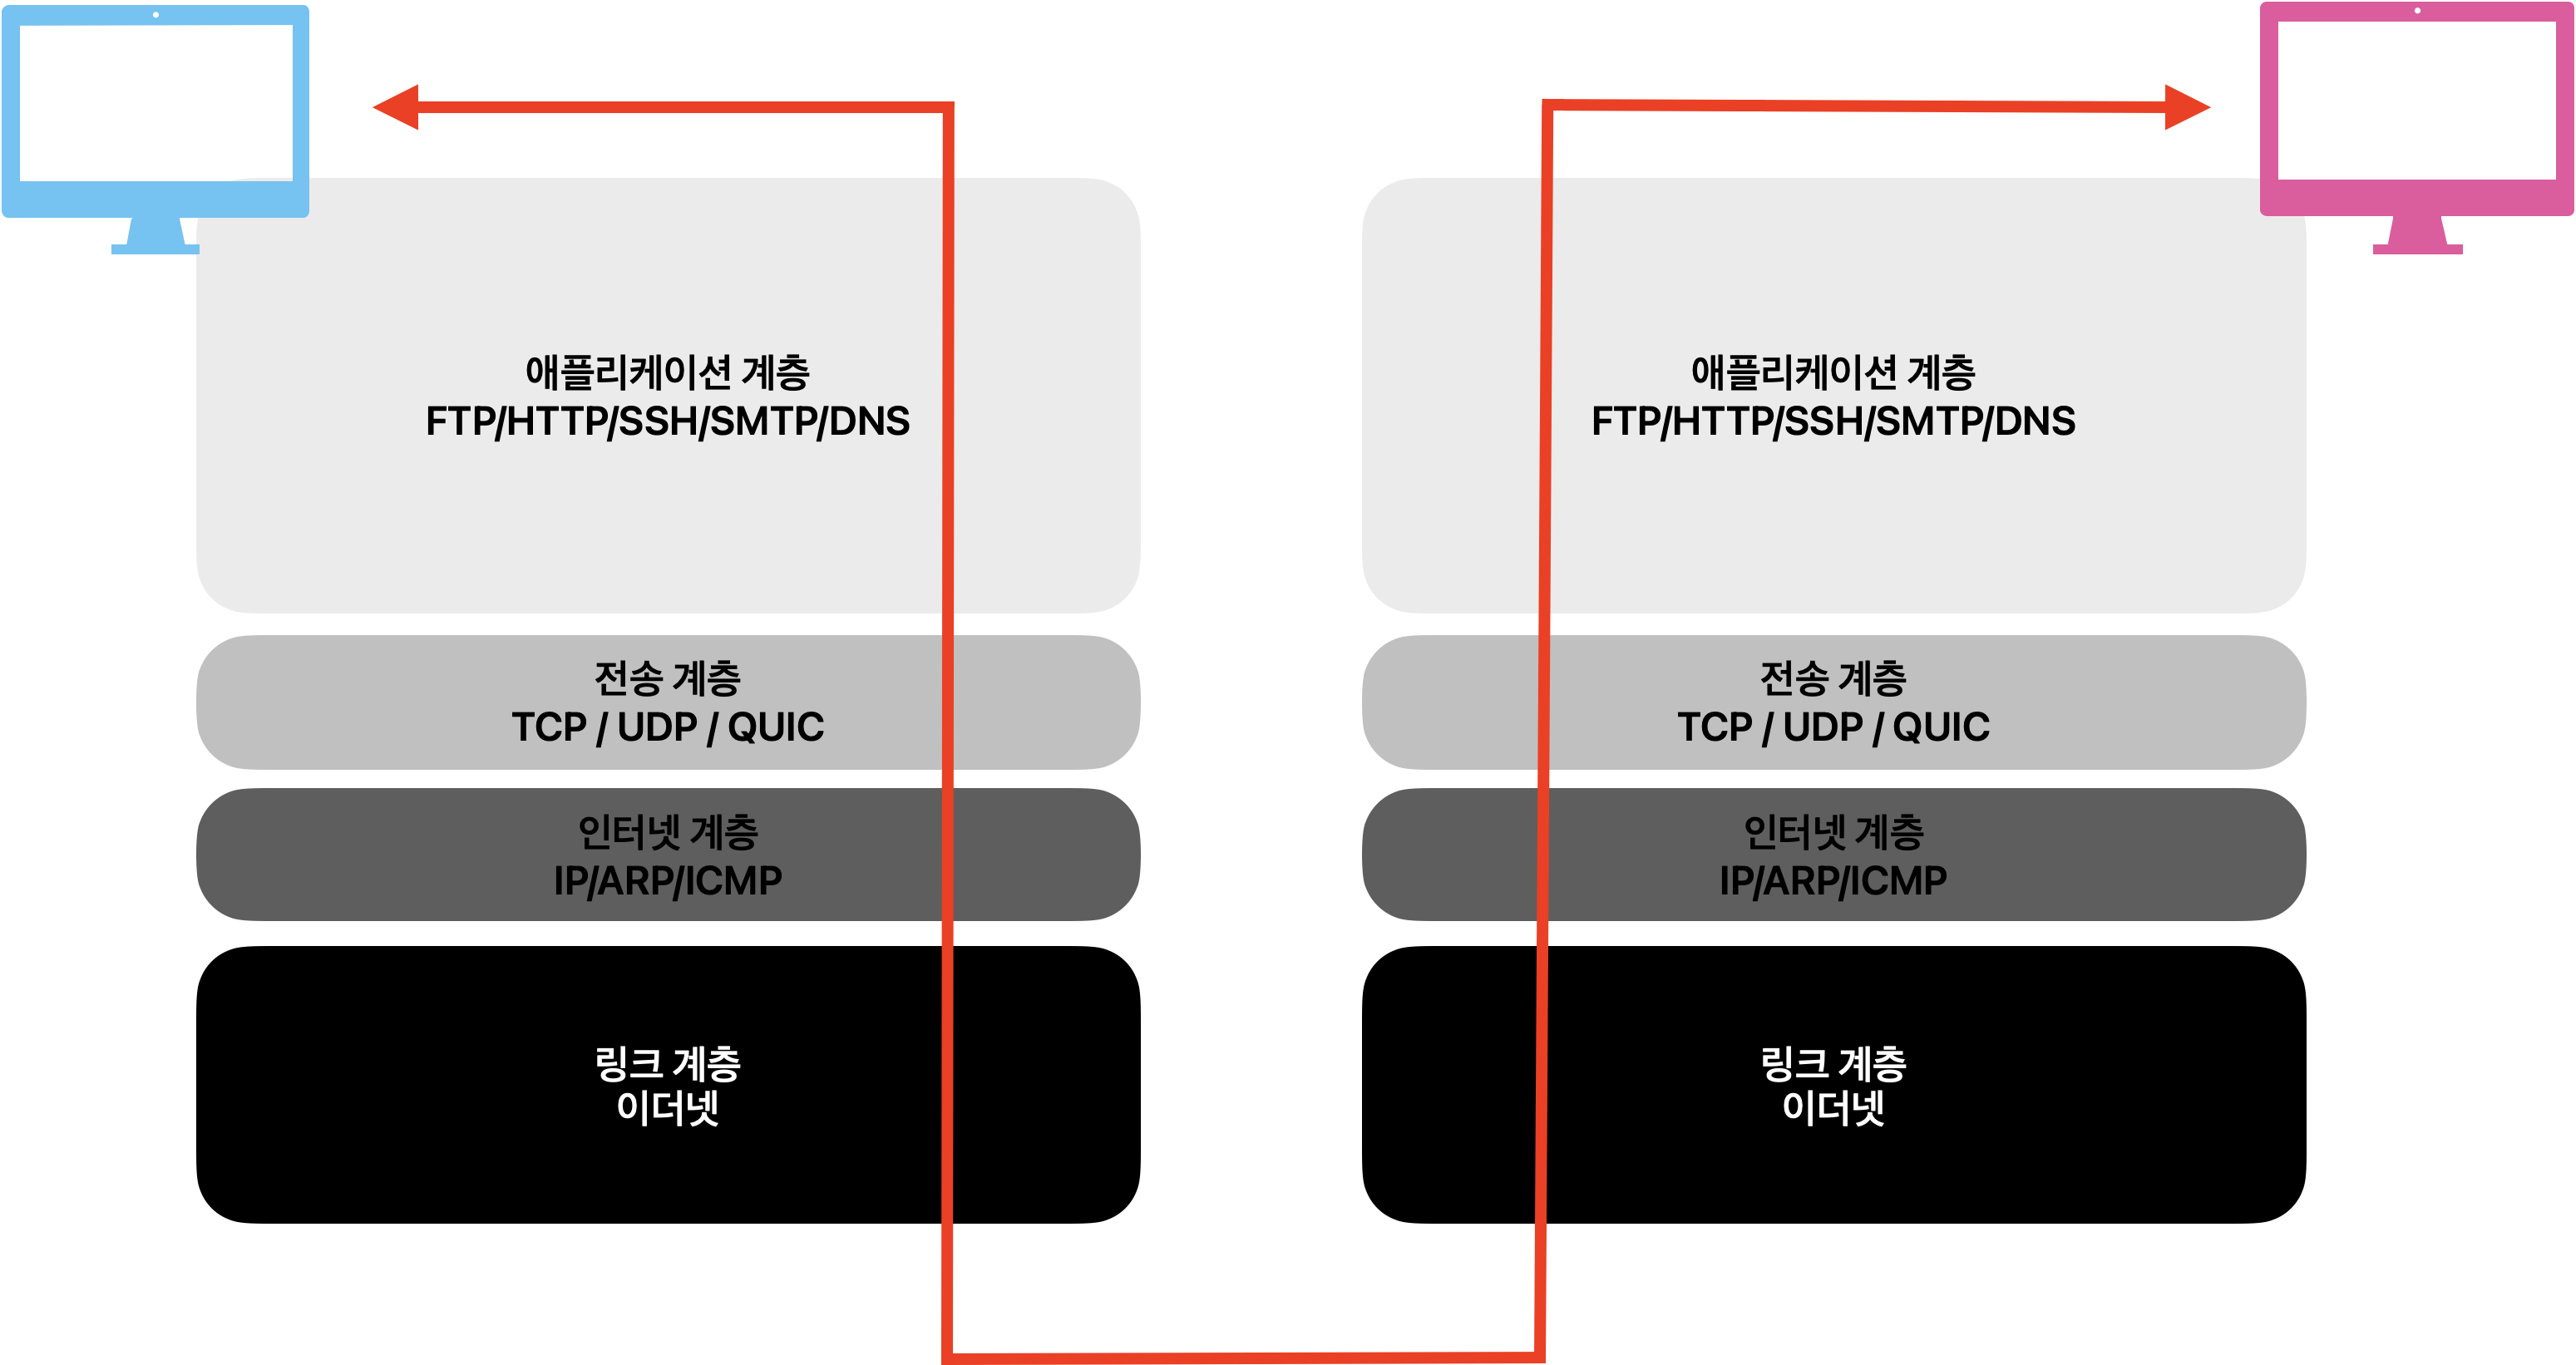 애플리케이션 계층
FTP/HTTP/SSH/SMTP/DNS
전송 계층
TCP / UDP / QUIC
인터넷 계층
IP/ARP/ICMP
링크 계층
이더넷
애플리케이션 계층
FTP/HTTP/SSH/SMTP/DNS
전송 계층
TCP / UDP / QUIC
인터넷 계층
IP/ARP/ICMP
링크 계층
이더넷